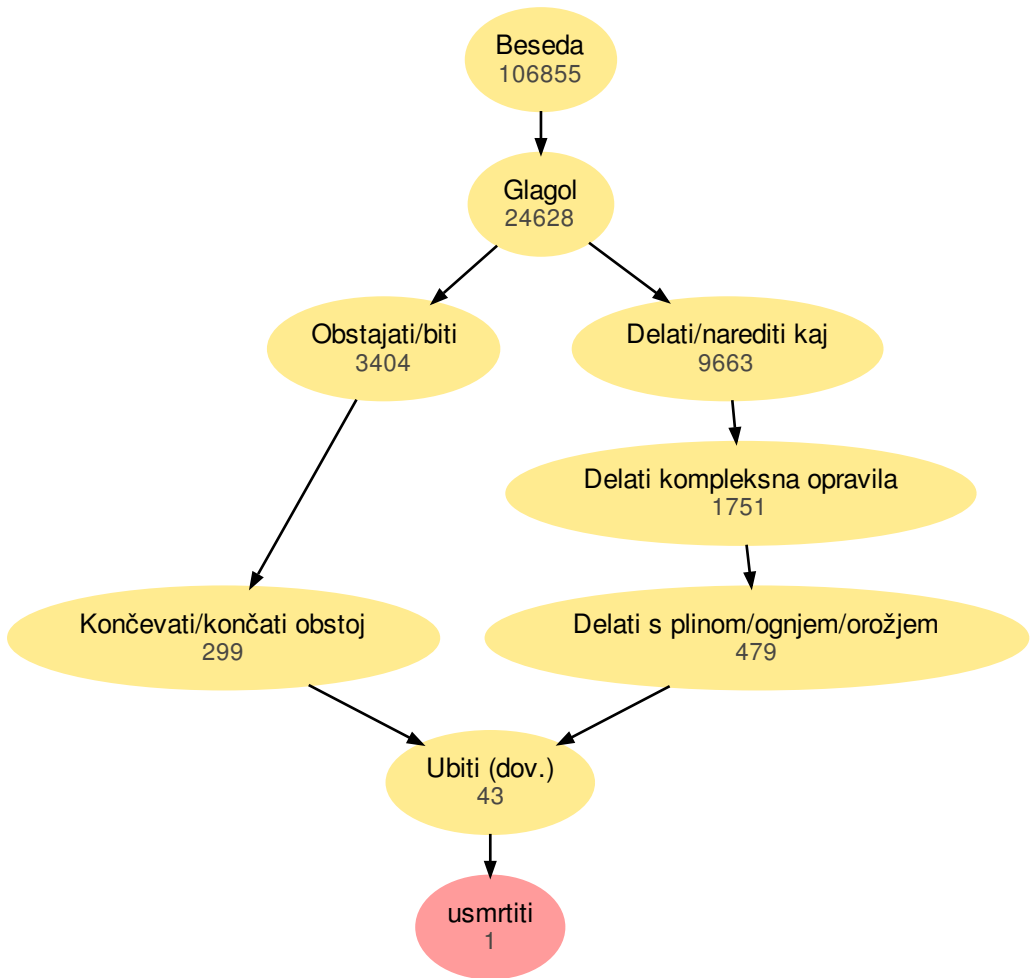 Beseda
106855
Glagol
24628
Obstajati/biti
3404
Delati/narediti kaj
9663
Delati kompleksna opravila
1751
Končevati/končati obstoj
299
Delati s plinom/ognjem/orožjem
479
Ubiti (dov.)
43
usmrtiti
1